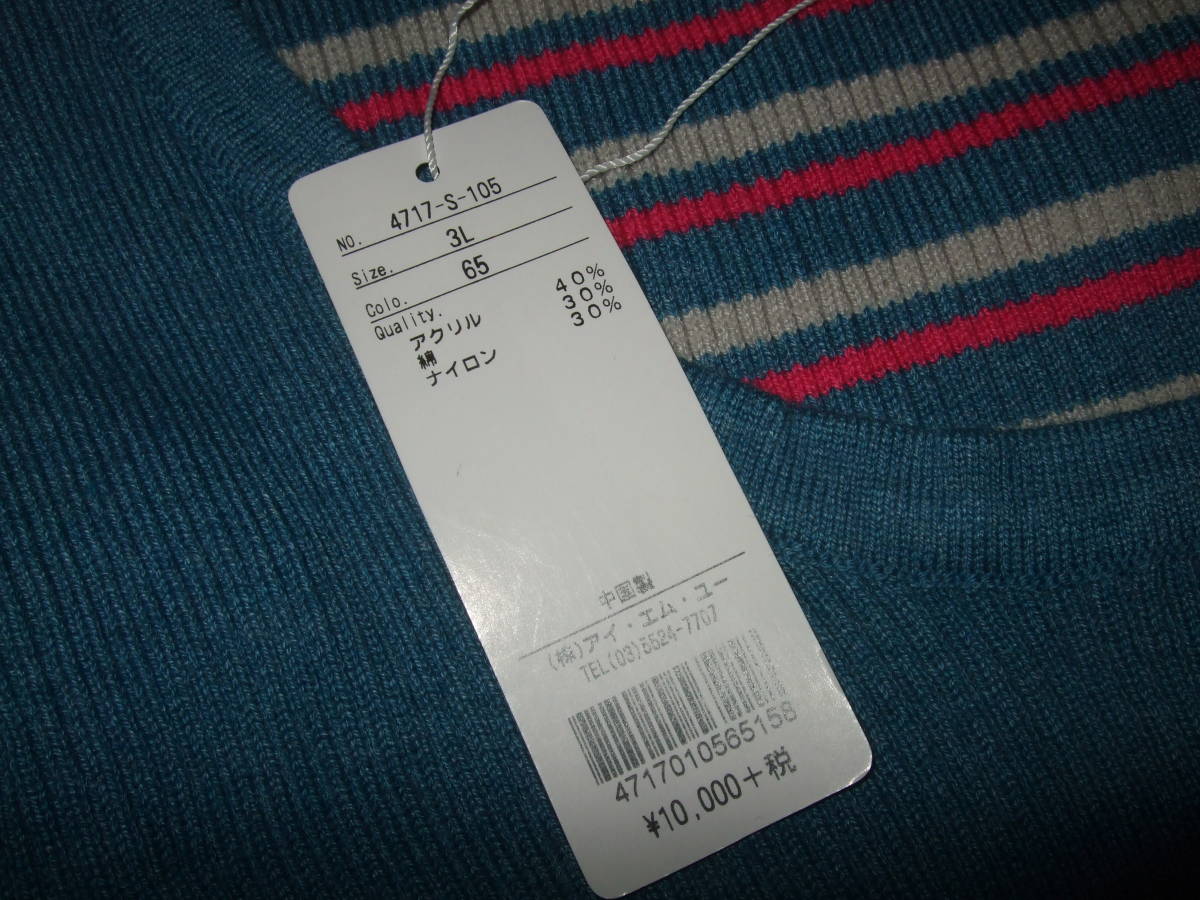 NO. 4717-S-105
Size. 3L
Colo. 65
Quality.
アクリル 40%
綿 30%
ナイロン 30%
中国製
(株)アイ・エム・ユー
TEL(03)5524-7707
4717010565158
¥10,000+税